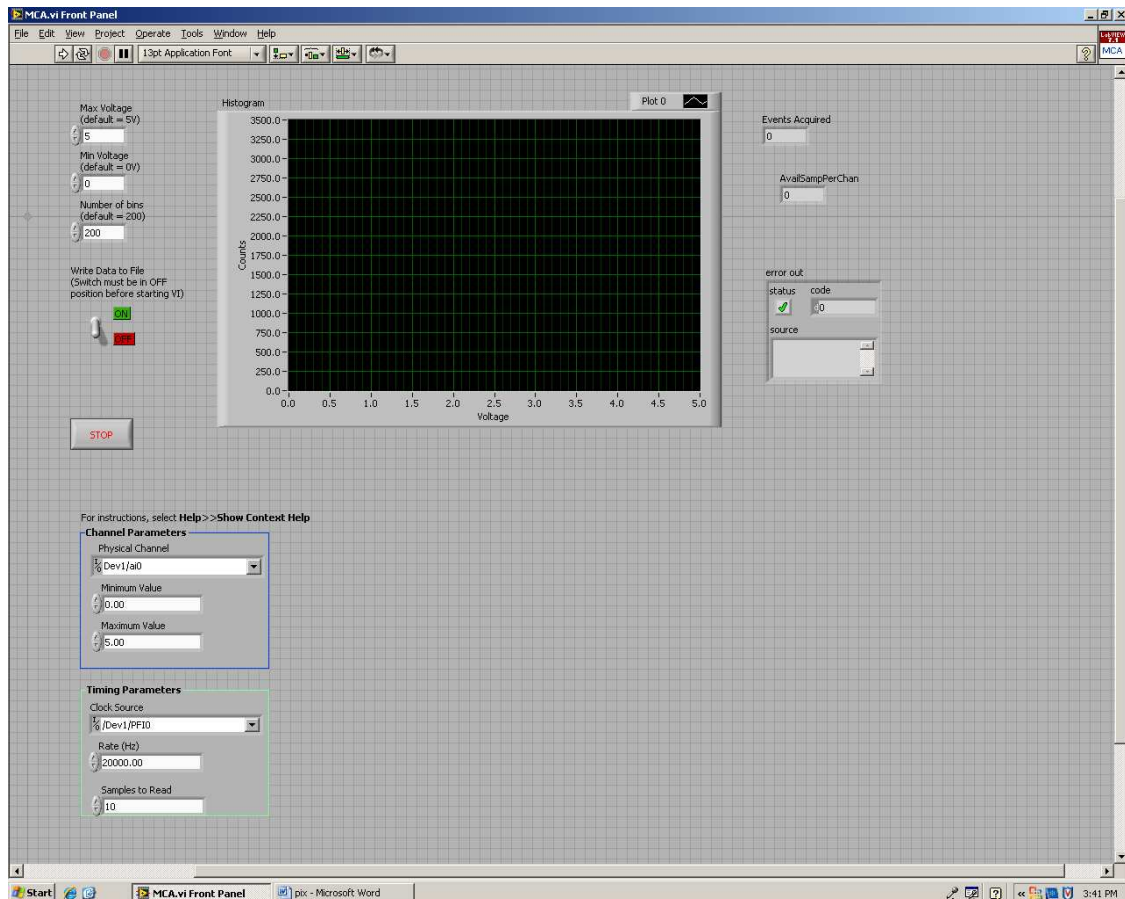 MCA.vi Front Panel
File Edit View Project Operate Tools Window Help
13pt Application Font
LabVIEW
7.1
MCA
Max Voltage
(default = 5V)
5
Min Voltage
(default = 0V)
0
Number of bins
(default = 200)
200
Write Data to File
(Switch must be in OFF
position before starting VI)
ON
OFF
STOP
Histogram
Plot 0
3500.0
3250.0
3000.0
2750.0
2500.0
2250.0
2000.0
1750.0
1500.0
1250.0
1000.0
750.0
500.0
250.0
0.0
Counts
0.0 0.5 1.0 1.5 2.0 2.5 3.0 3.5 4.0 4.5 5.0
Voltage
Events Acquired
0
AvailSampPerChan
0
error out
status code
0
source
For instructions, select Help>>Show Context Help
Channel Parameters
Physical Channel
Dev1/ai0
Minimum Value
0.00
Maximum Value
5.00
Timing Parameters
Clock Source
/Dev1/PFI0
Rate (Hz)
20000.00
Samples to Read
10
Start MCA.vi Front Panel pix - Microsoft Word 3:41 PM